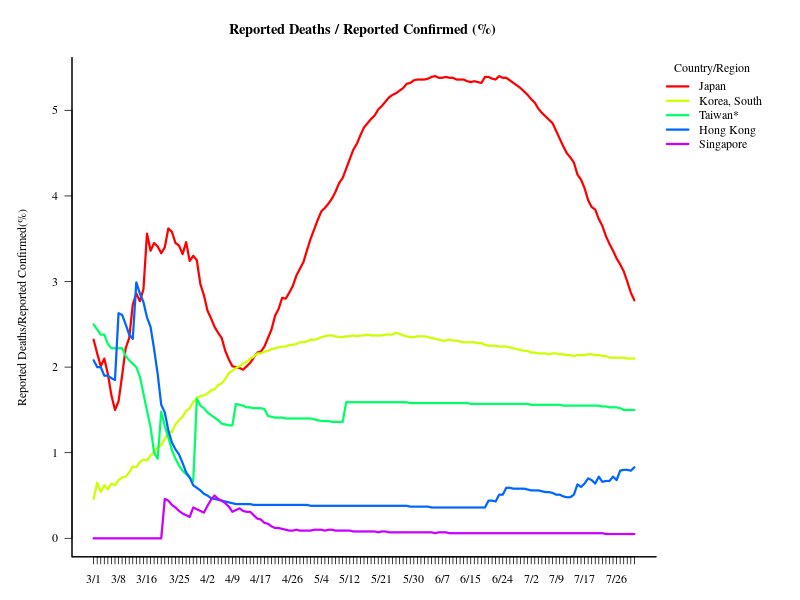 Reported Deaths / Reported Confirmed (%)
Country/Region
Japan
Korea, South
Taiwan*
Hong Kong
Singapore
Reported Deaths/Reported Confirmed(%)
5
4
3
2
1
0
3/1 3/8 3/16 3/25 4/2 4/9 4/17 4/26 5/4 5/12 5/21 5/30 6/7 6/15 6/24 7/2 7/9 7/17 7/26